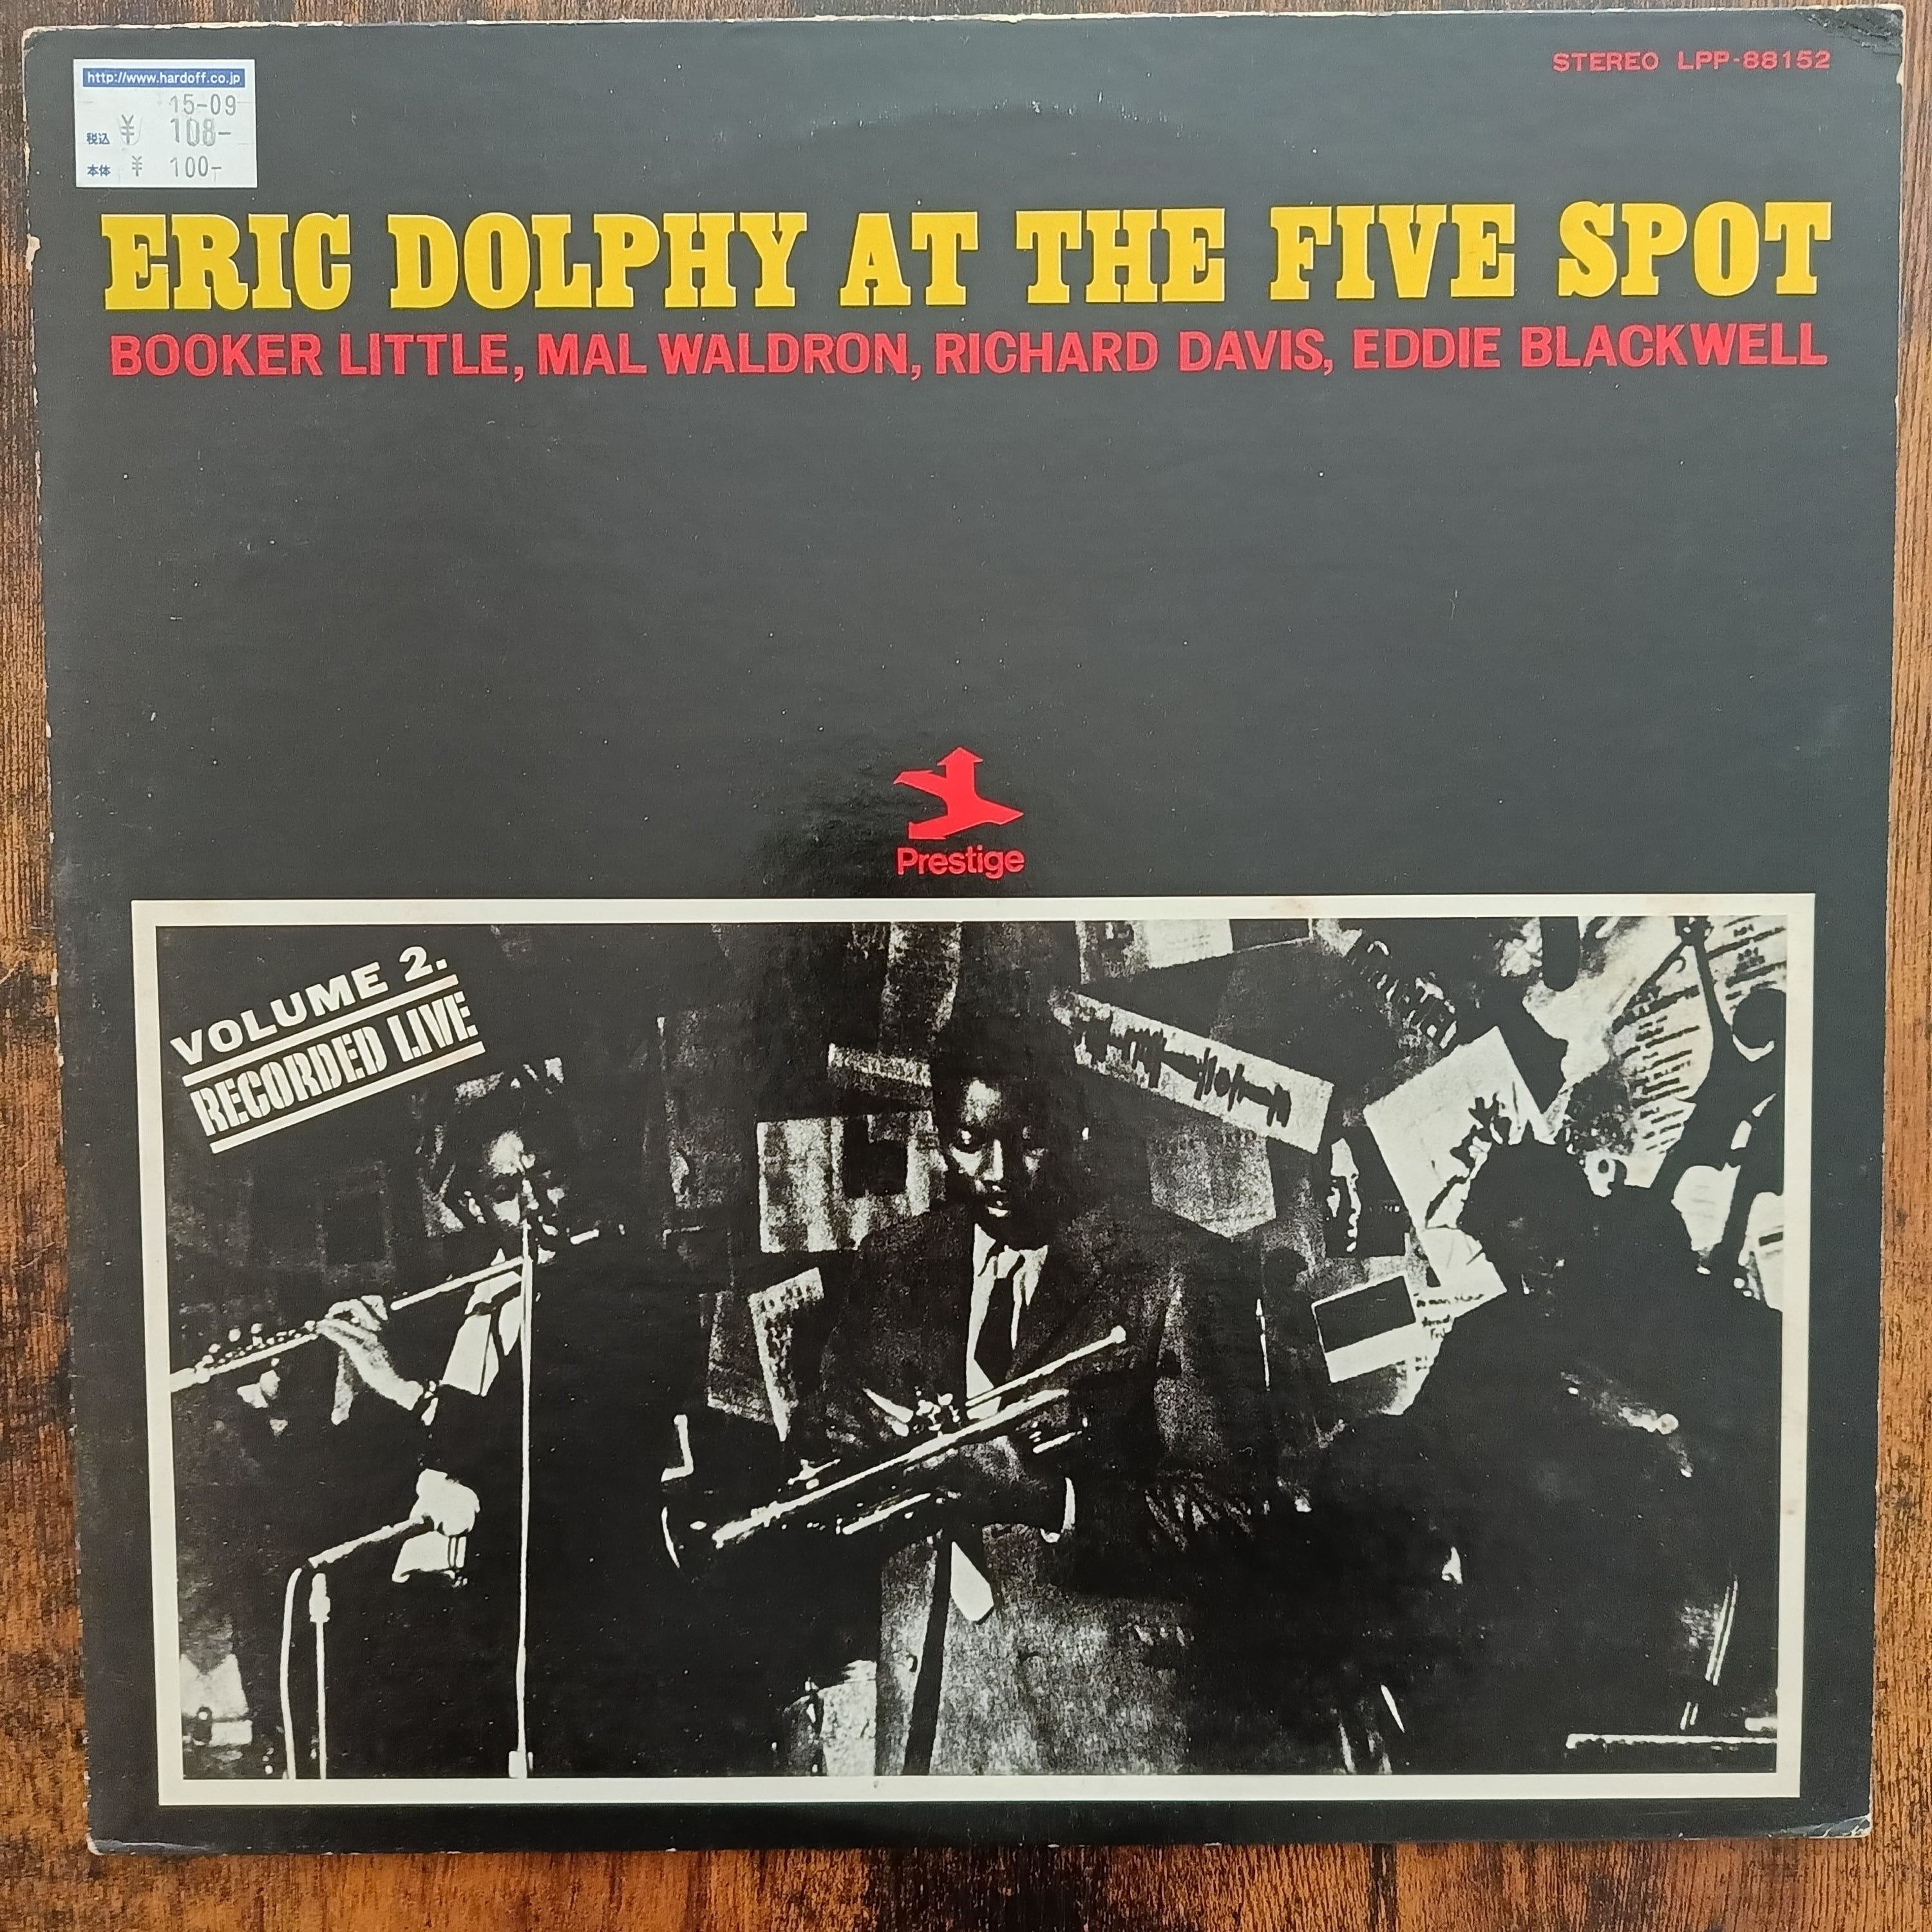 http://www.hardoff.co.jp
15-09
税込 ¥ 108-
本体 ¥ 100-
STEREO LPP-88152
ERIC DOLPHY AT THE FIVE SPOT
BOOKER LITTLE, MAL WALDRON, RICHARD DAVIS, EDDIE BLACKWELL
Prestige
VOLUME 2.
RECORDED LIVE